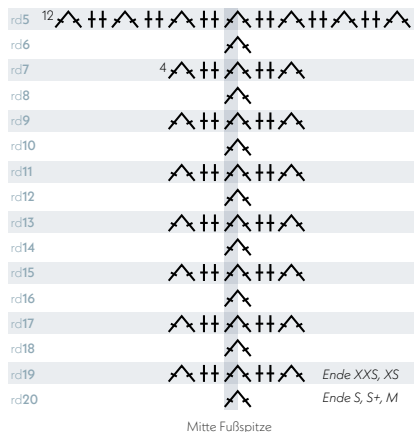 rd5 12
rd6
rd7 4
rd8
rd9
rd10
rd11
rd12
rd13
rd14
rd15
rd16
rd17
rd18
rd19 Ende XXS, XS
rd20 Ende S, S+, M
Mitte Fußspitze